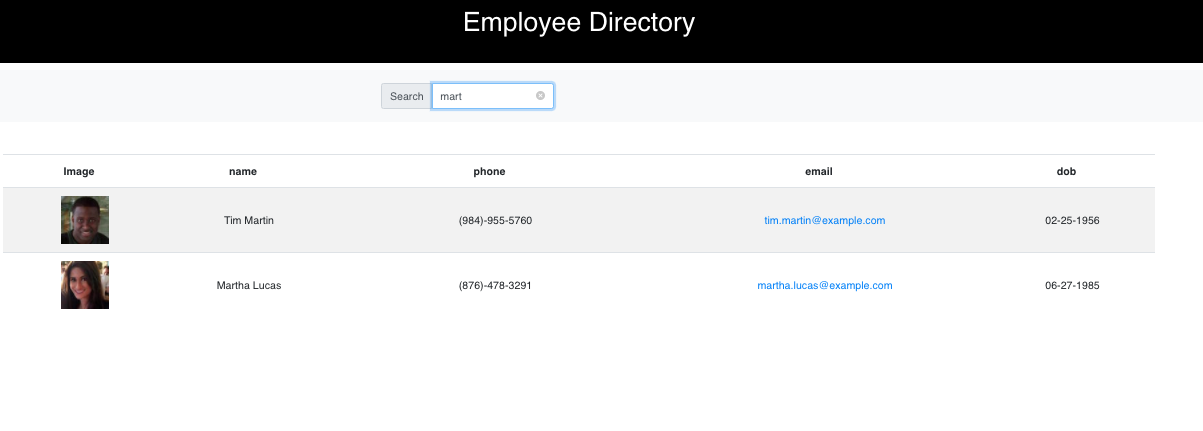 Employee Directory
Search mart
Image name phone email dob
Tim Martin (984)-955-5760 tim.martin@example.com 02-25-1956
Martha Lucas (876)-478-3291 martha.lucas@example.com 06-27-1985